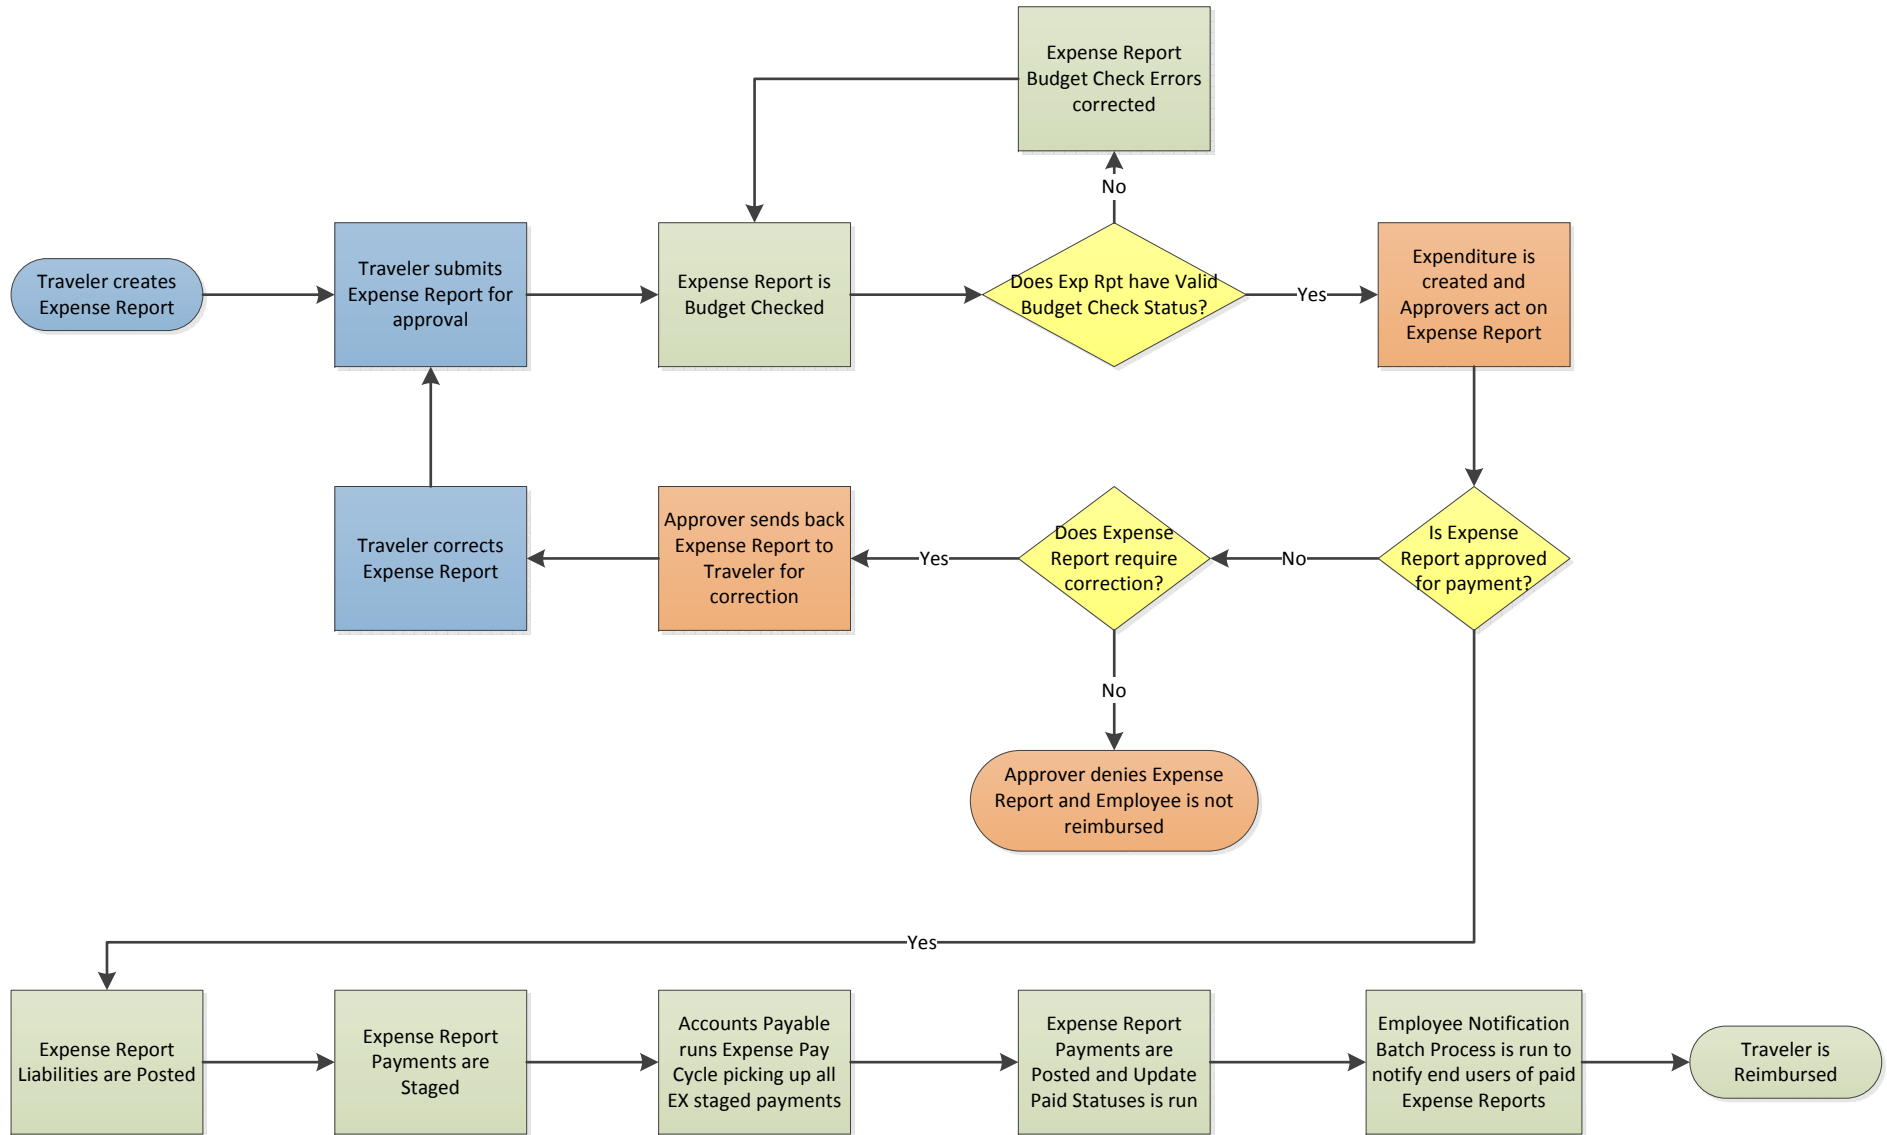 Expense Report
Budget Check Errors
corrected
No
Traveler creates
Expense Report
Traveler submits
Expense Report for
approval
Expense Report is
Budget Checked
Does Exp Rpt have Valid
Budget Check Status?
Yes
Expenditure is
created and
Approvers act on
Expense Report
Is Expense
Report approved
for payment?
No
Does Expense
Report require
correction?
Yes
Approver sends back
Expense Report to
Traveler for
correction
Traveler corrects
Expense Report
No
Approver denies Expense
Report and Employee is not
reimbursed
Yes
Expense Report
Liabilities are Posted
Expense Report
Payments are
Staged
Accounts Payable
runs Expense Pay
Cycle picking up all
EX staged payments
Expense Report
Payments are
Posted and Update
Paid Statuses is run
Employee Notification
Batch Process is run to
notify end users of paid
Expense Reports
Traveler is
Reimbursed